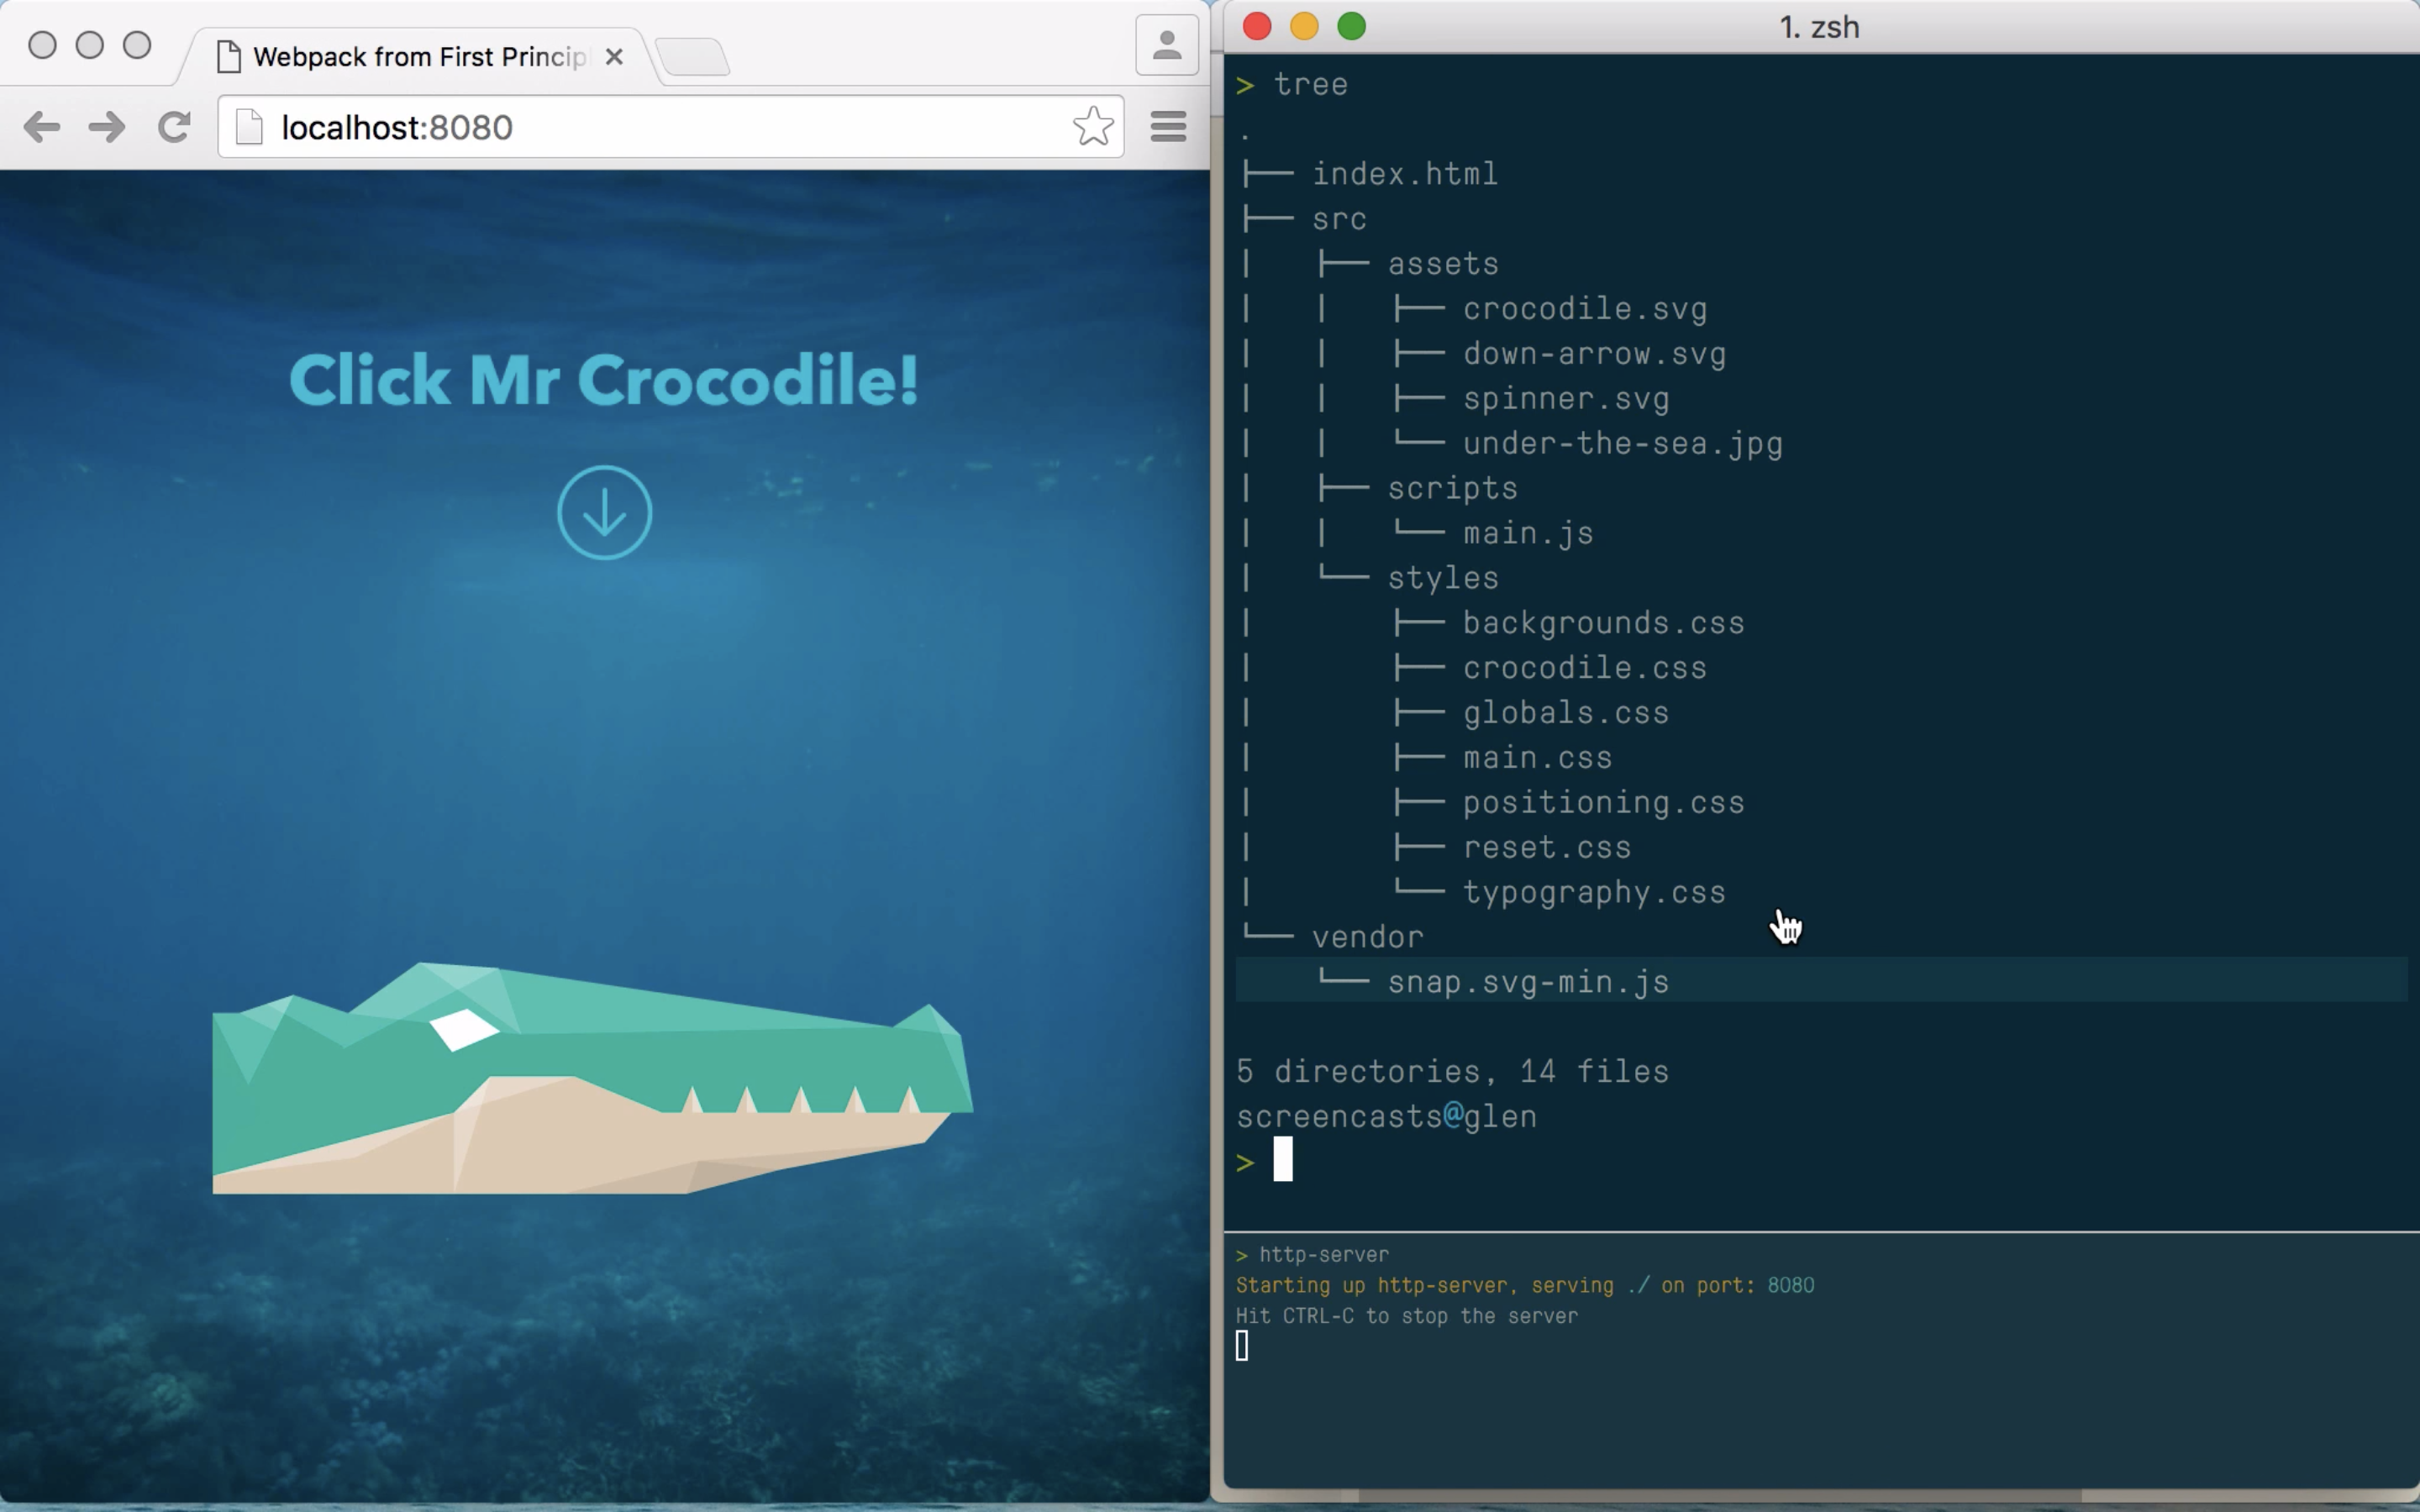 Webpack from First Princip
localhost:8080
Click Mr Crocodile!
1. zsh
> tree
.
├── index.html
├── src
│   ├── assets
│   │   ├── crocodile.svg
│   │   ├── down-arrow.svg
│   │   ├── spinner.svg
│   │   └── under-the-sea.jpg
│   ├── scripts
│   │   └── main.js
│   └── styles
│       ├── backgrounds.css
│       ├── crocodile.css
│       ├── globals.css
│       ├── main.css
│       ├── positioning.css
│       ├── reset.css
│       └── typography.css
└── vendor
    └── snap.svg-min.js
5 directories, 14 files
screencasts@glen
>
> http-server
Starting up http-server, serving ./ on port: 8080
Hit CTRL-C to stop the server